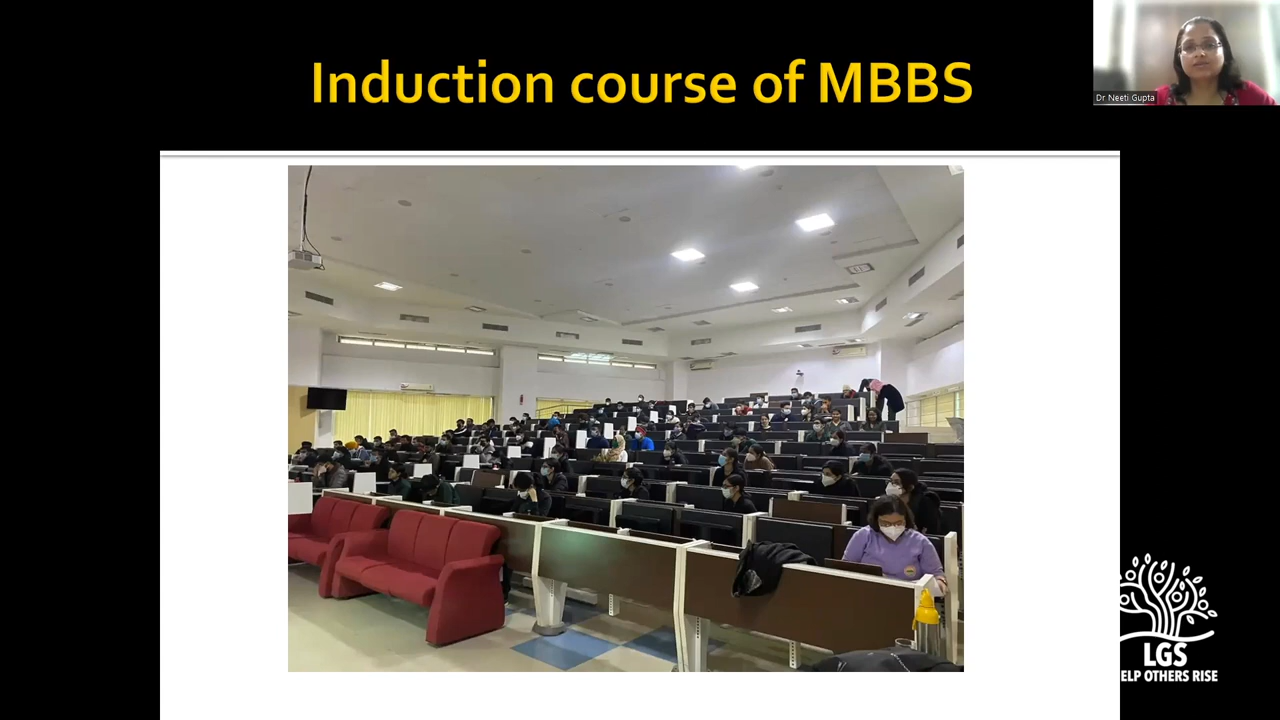 Induction course of MBBS
Dr Neeti Gupta
LGS
ELP OTHERS RISE